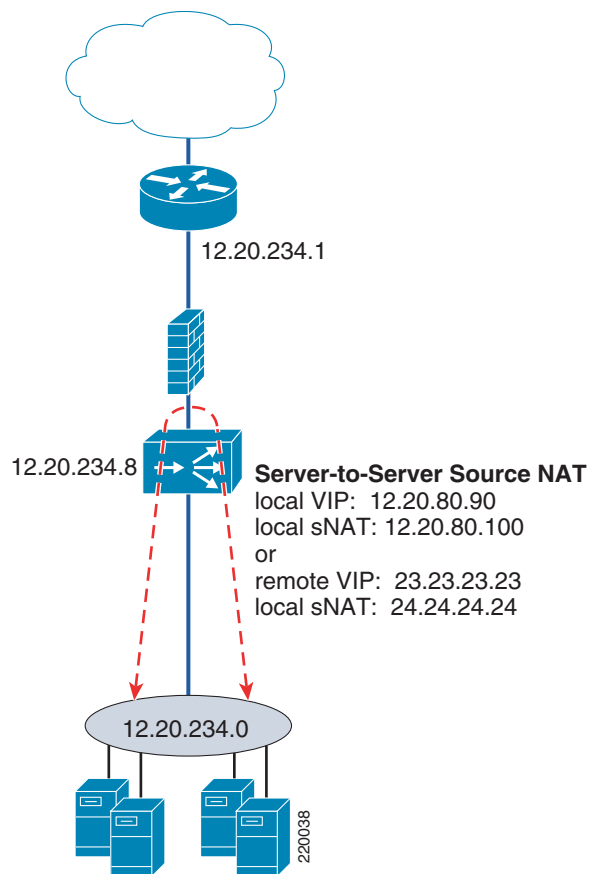 12.20.234.1
12.20.234.8
Server-to-Server Source NAT
local VIP: 12.20.80.90
local sNAT: 12.20.80.100
or
remote VIP: 23.23.23.23
local sNAT: 24.24.24.24
12.20.234.0
220038